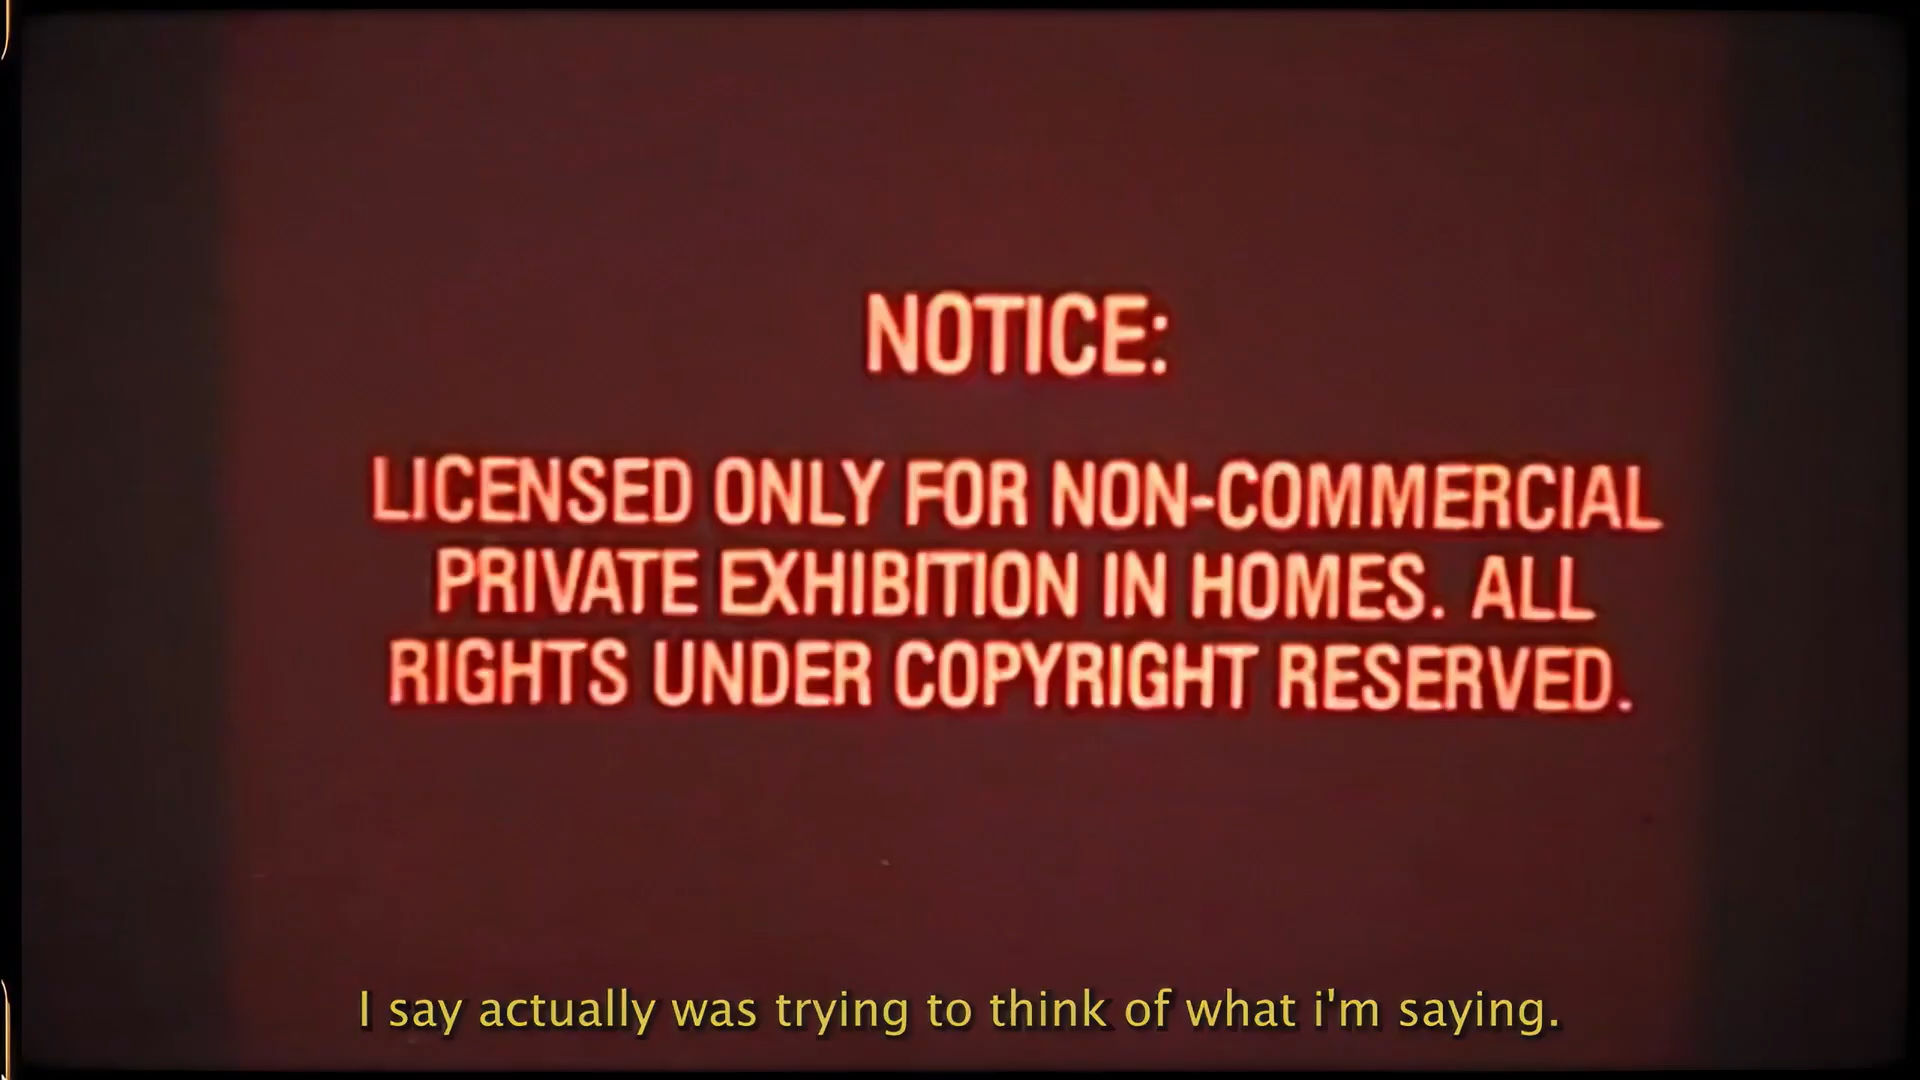 NOTICE:
LICENSED ONLY FOR NON-COMMERCIAL
PRIVATE EXHIBITION IN HOMES. ALL
RIGHTS UNDER COPYRIGHT RESERVED.
I say actually was trying to think of what i'm saying.